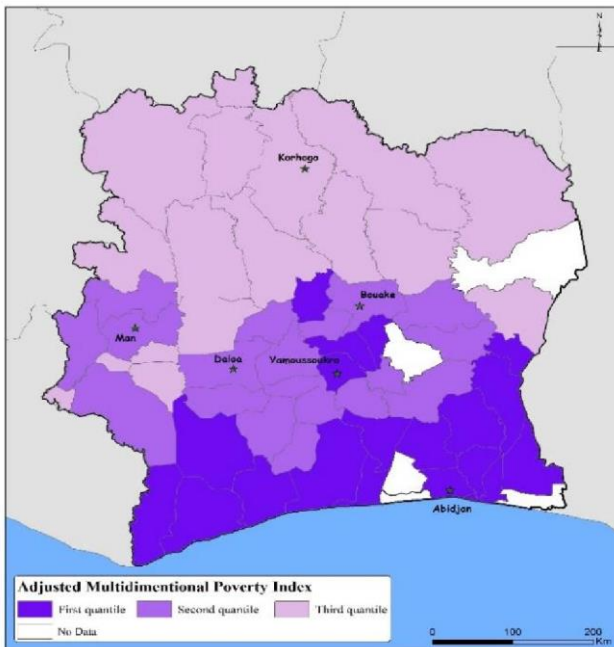 N
Korhogo
Bouake
Man
Daloa
Yamoussoukro
Abidjan
Adjusted Multidimentional Poverty Index
First quantile Second quantile Third quantile
No Data
0 100 200
Km